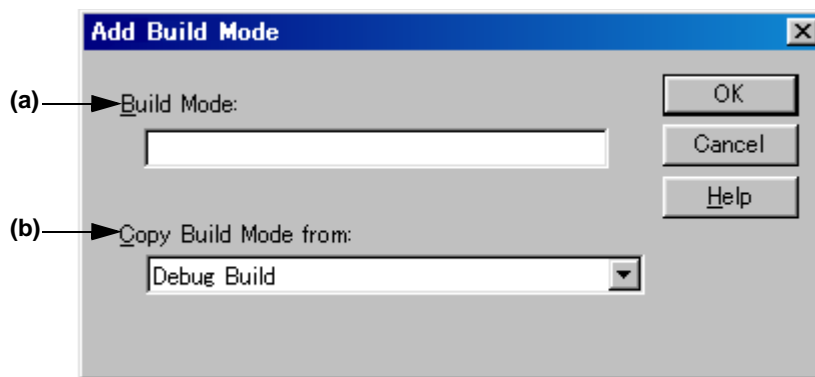 Add Build Mode
(a) Build Mode:
OK
Cancel
Help
(b) Copy Build Mode from:
Debug Build